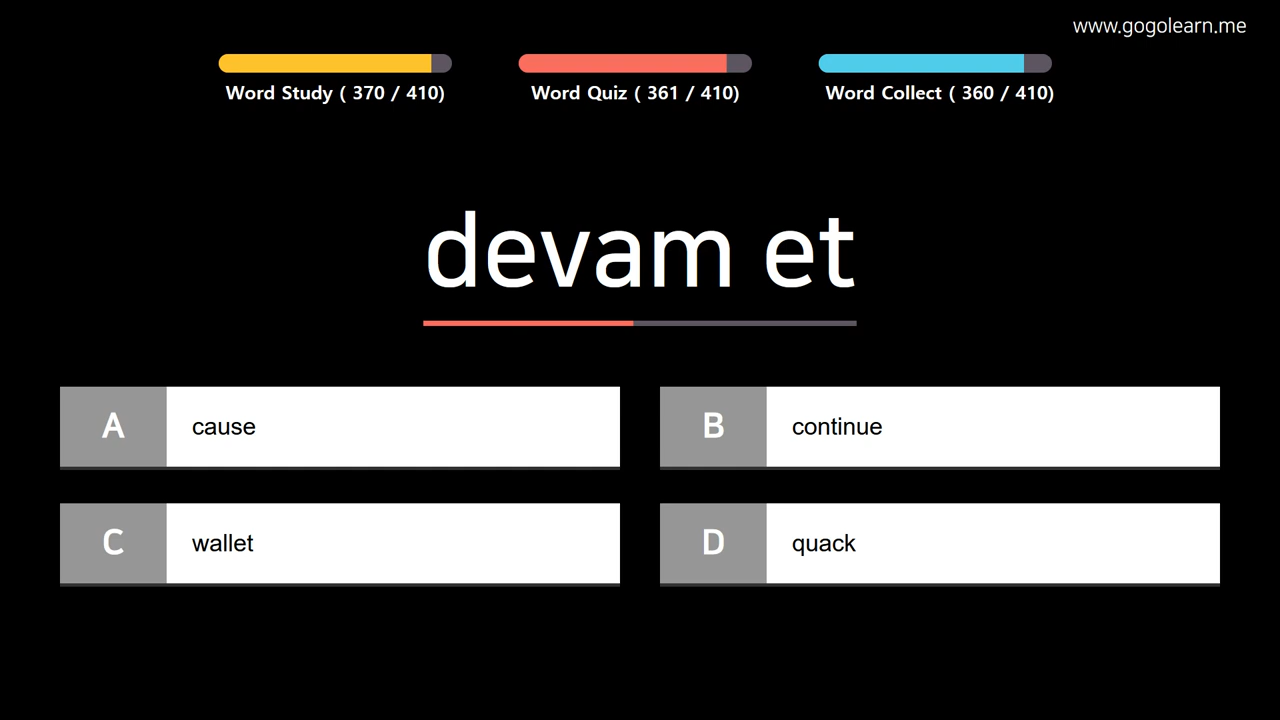 www.gogolearn.me
Word Study ( 370 / 410)
Word Quiz ( 361 / 410)
Word Collect ( 360 / 410)
devam et
A cause
B continue
C wallet
D quack